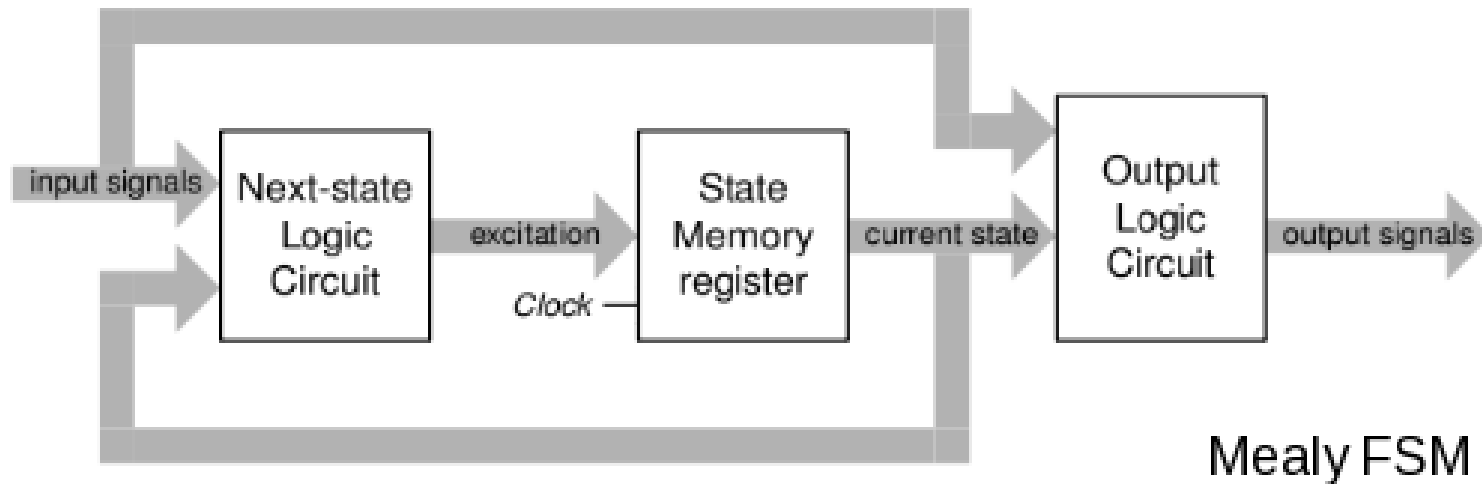 input signals
Next-state
Logic
Circuit
excitation
Clock
State
Memory
register
current state
Output
Logic
Circuit
output signals
Mealy FSM